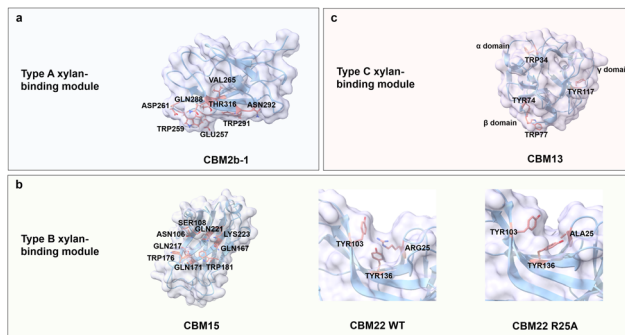 a
Type A xylan-
binding module
VAL265
GLN288
ASP261
THR316
ASN292
TRP259
TRP291
GLU257
CBM2b-1
c
Type C xylan-
binding module
α domain
TRP34
γ domain
TYR74
TYR117
β domain
TRP77
CBM13
b
Type B xylan-
binding module
SER108
GLN221
ASN106
LYS223
GLN217
GLN167
TRP176
GLN171
TRP181
CBM15
TYR103
ARG25
TYR136
CBM22 WT
TYR103
ALA25
TYR136
CBM22 R25A